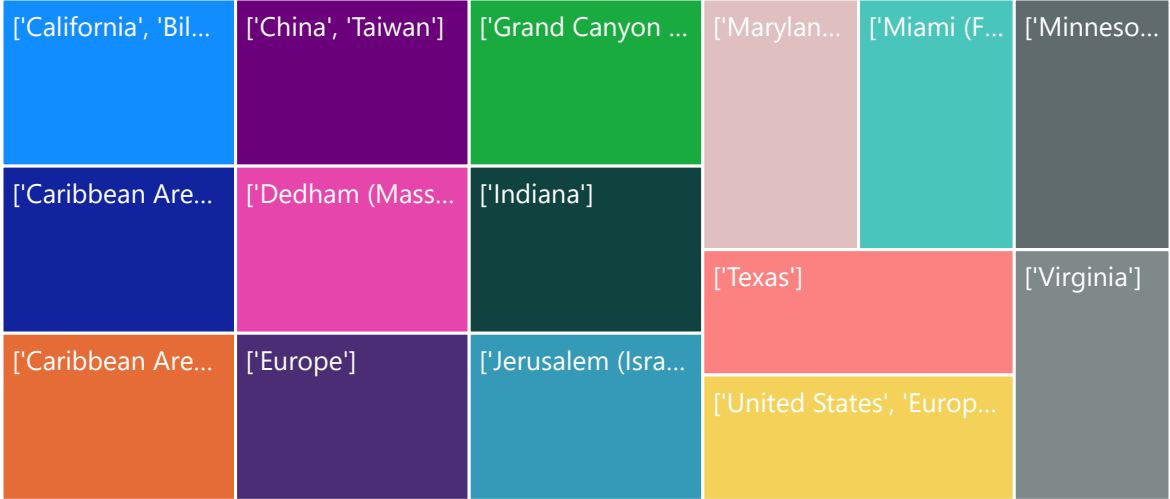 ['California', 'Bil...
['China', 'Taiwan']
['Grand Canyon ...
['Marylan...
['Miami (F...
['Minneso...
['Caribbean Are...
['Dedham (Mass...
['Indiana']
['Texas']
['Virginia']
['Caribbean Are...
['Europe']
['Jerusalem (Isra...
['United States', 'Europ...